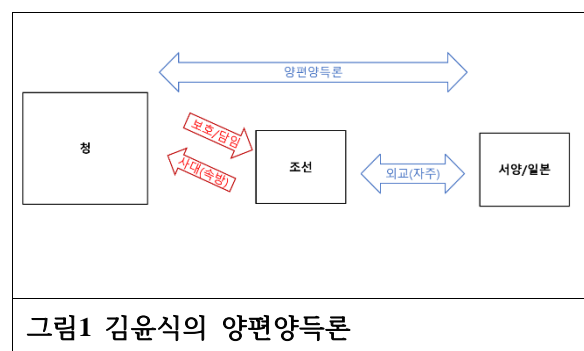 양편양득론
청
보호/담임
사대(속방)
조선
외교(자주)
서양/일본
그림1 김윤식의 양편양득론